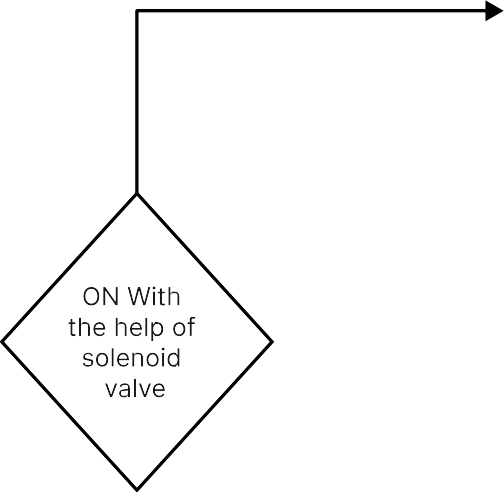 ON With
the help of
solenoid
valve